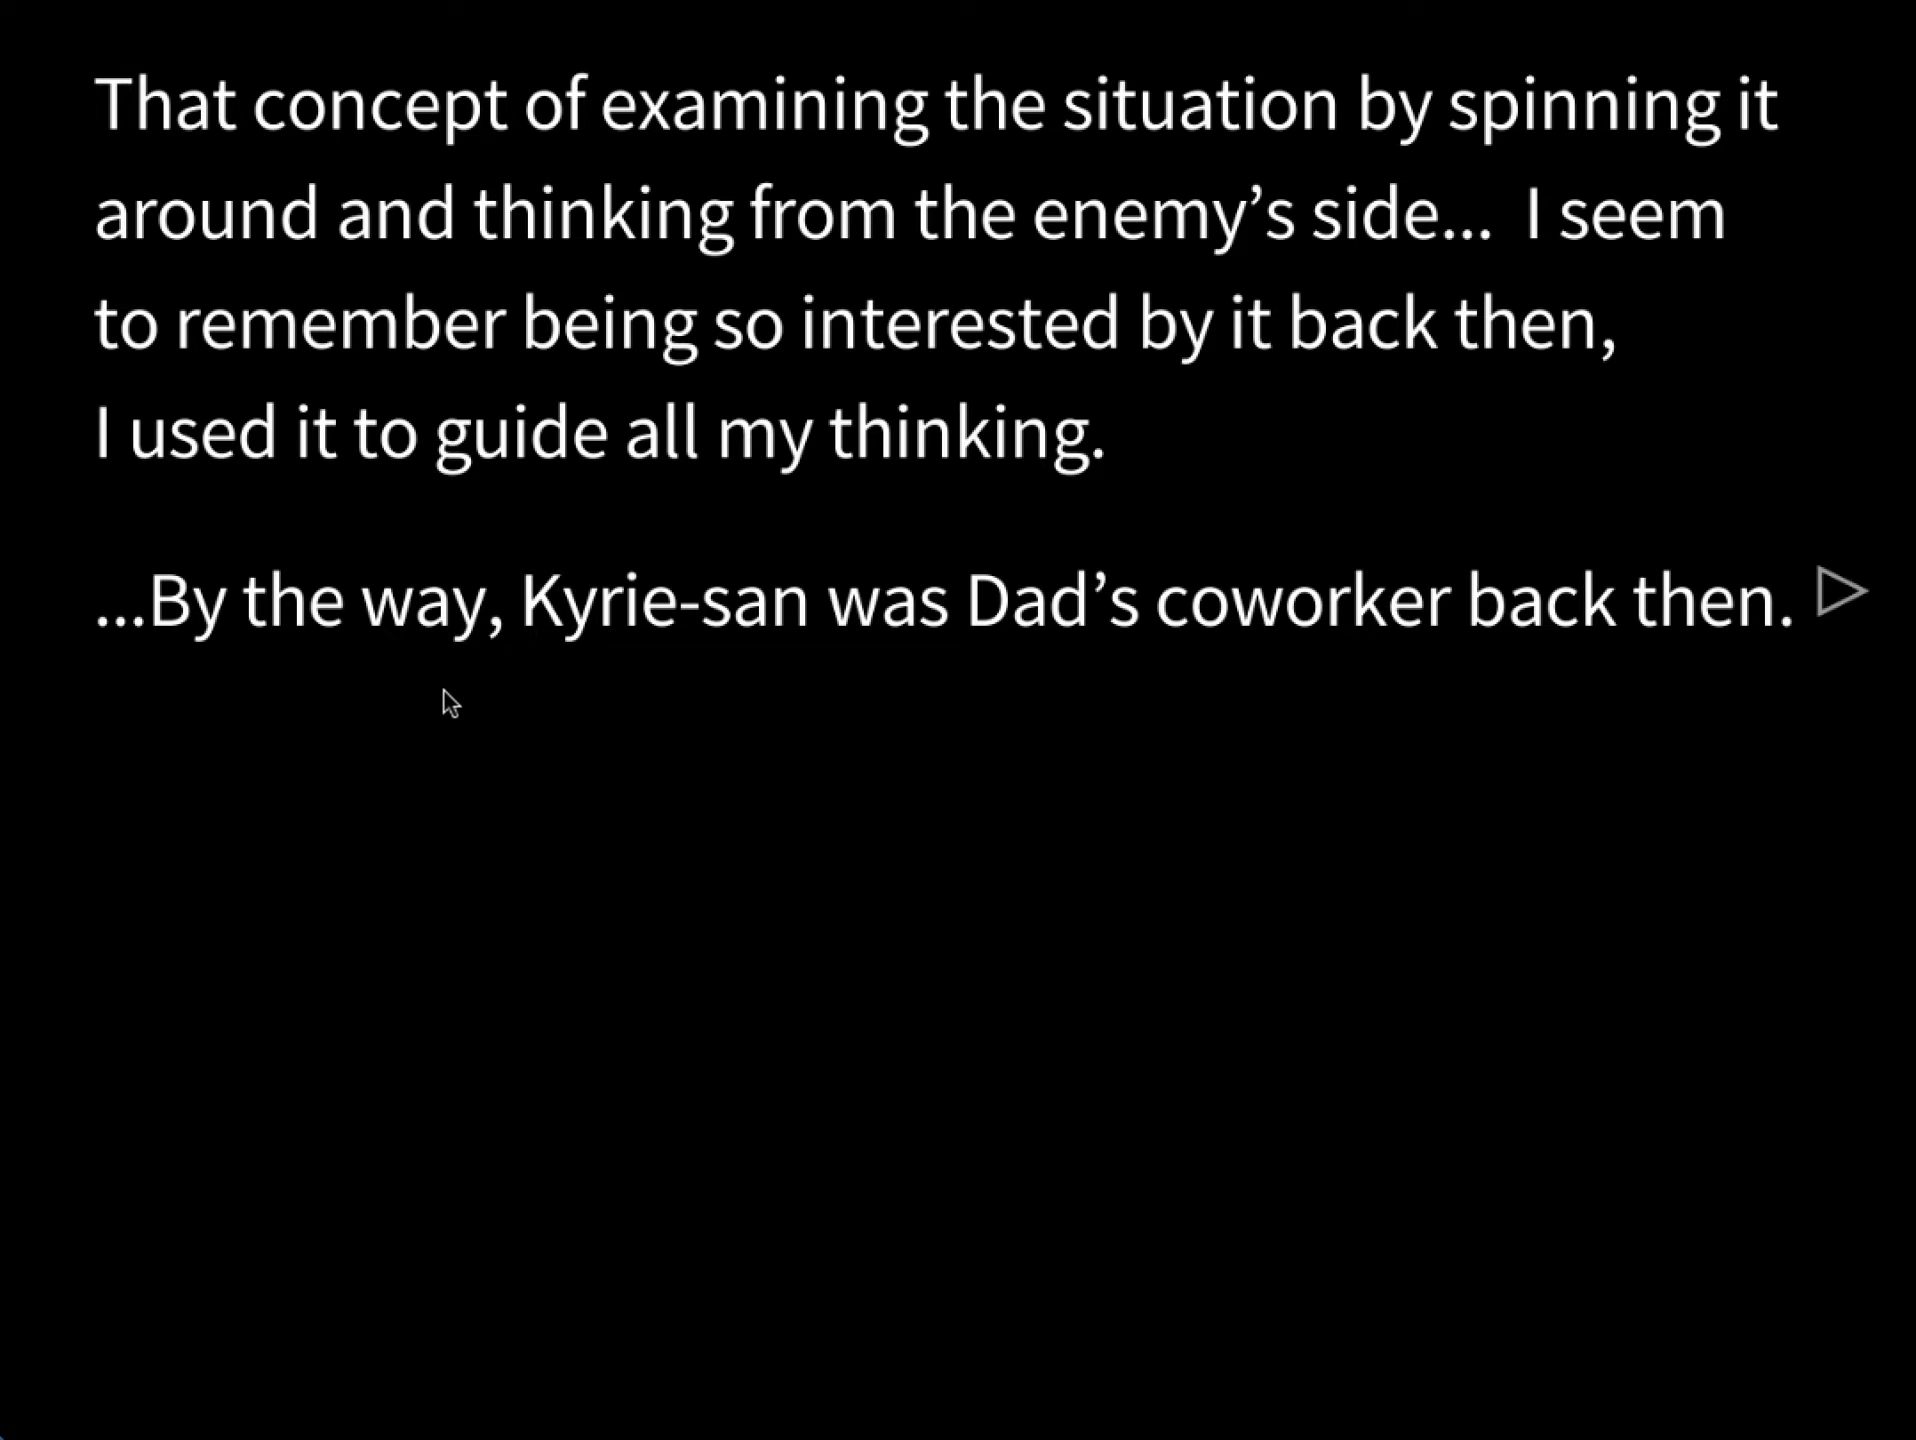 That concept of examining the situation by spinning it
around and thinking from the enemy’s side...  I seem
to remember being so interested by it back then,
I used it to guide all my thinking.
...By the way, Kyrie-san was Dad’s coworker back then.